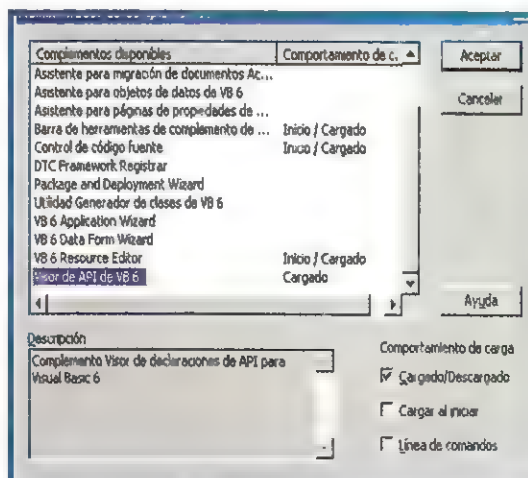 Complementos disponibles Comportamiento de c.
Asistente para migración de documentos Ac...
Asistente para objetos de datos de VB 6
Asistente para páginas de propiedades de ...
Barra de herramientas de complemento de ... Inicio / Cargado
Control de código fuente Inicio / Cargado
DTC Framework Registrar
Package and Deployment Wizard
Utilidad Generador de clases de VB 6
VB 6 Application Wizard
VB 6 Data Form Wizard
VB 6 Resource Editor Inicio / Cargado
Visor de API de VB 6 Cargado
Aceptar
Cancelar
Ayuda
Descripción
Complemento Visor de declaraciones de API para
Visual Basic 6
Comportamiento de carga
Cargado/Descargado
Cargar al iniciar
Línea de comandos